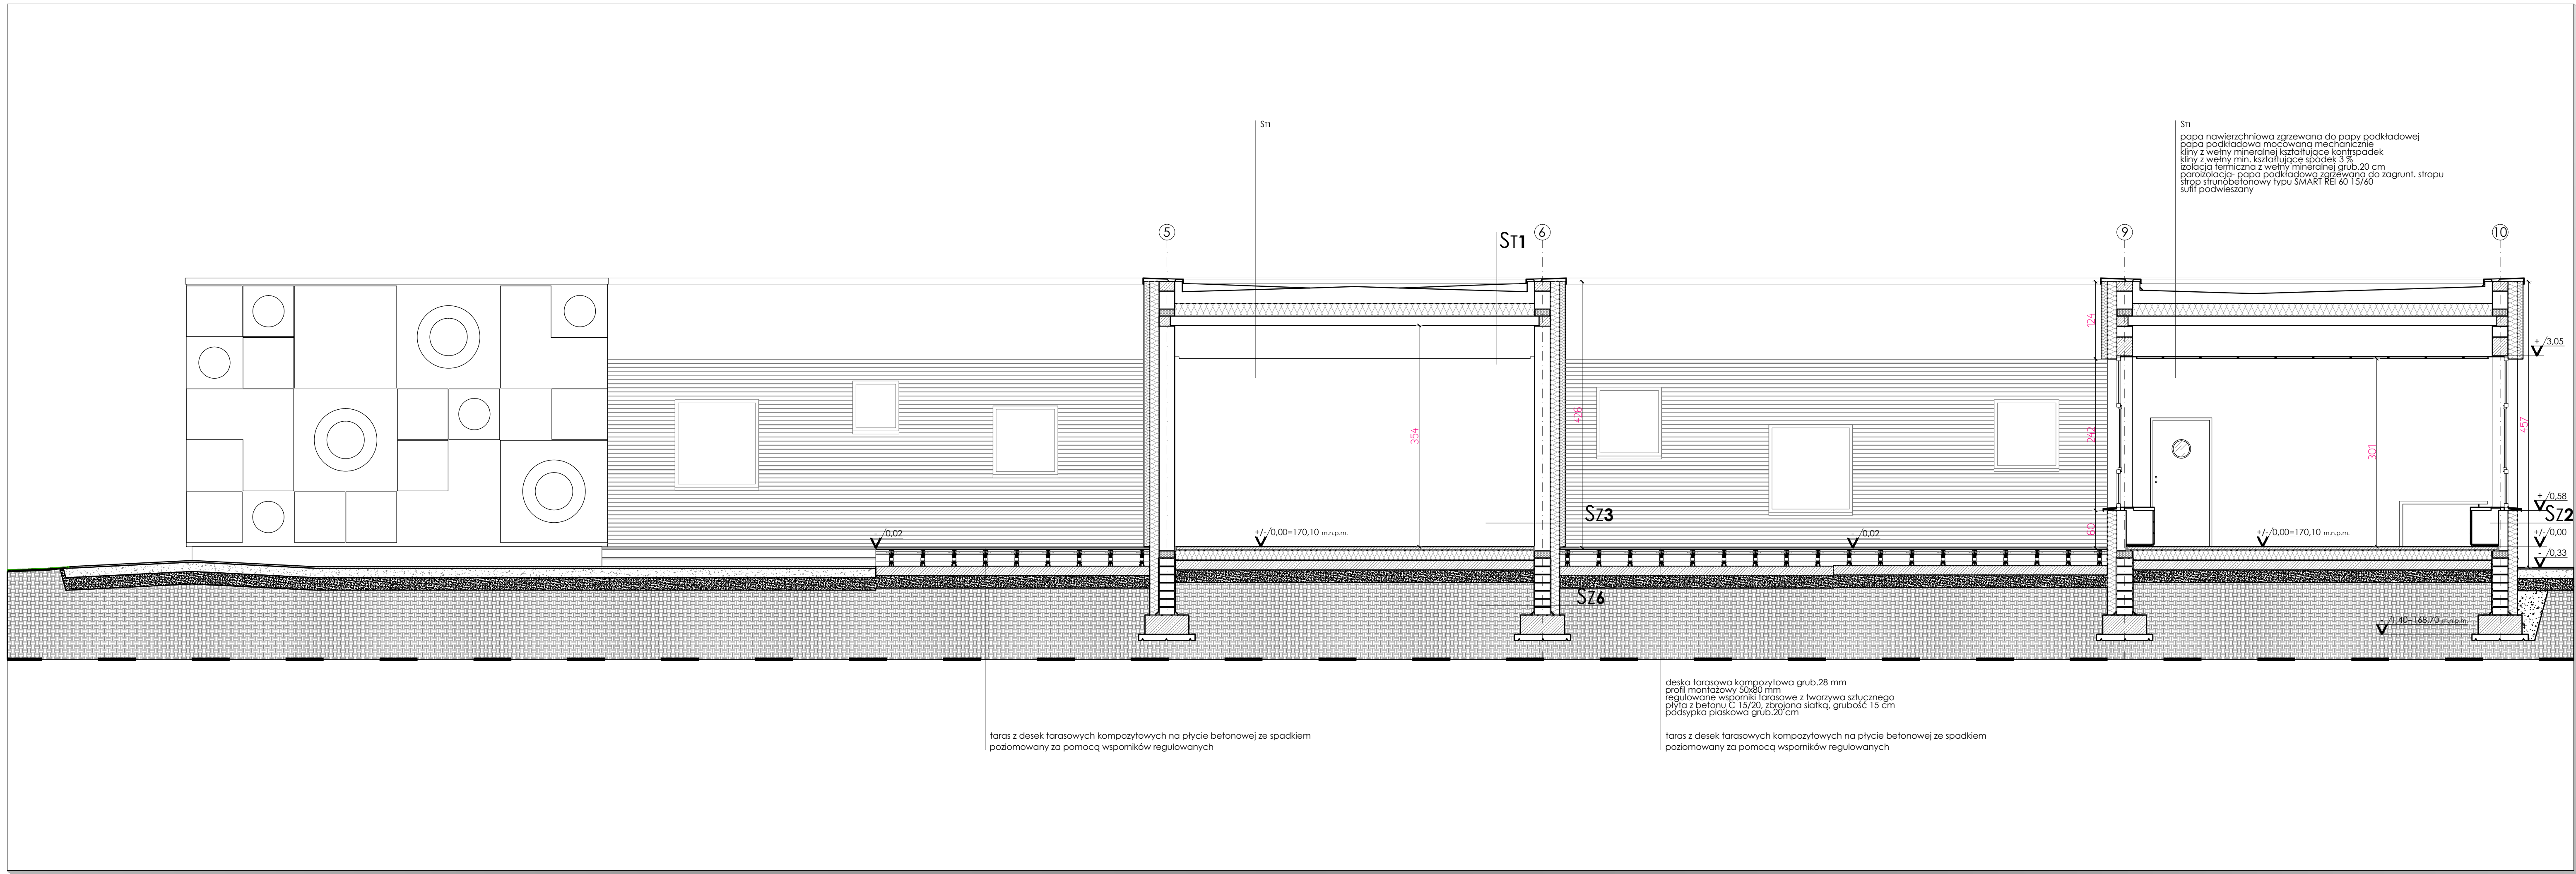 ST1
ST1
papa nawierzchniowa zgrzewana do papy podkładowej
papa podkładowa mocowana mechanicznie
kliny z wełny mineralnej kształtujące kontrspadek
kliny z wełny min. kształtujące spadek 3 %
izolacja termiczna z wełny mineralnej grub.20 cm
paroizolacja- papa podkładowa zgrzewana do zagrunt. stropu
strop strunobetonowy typu SMART REI 60 15/60
sufit podwieszany
5
6
9
10
ST1
124
+ /3,05
426
354
242
301
457
+ /0,58
SZ3
SZ2
- /0,02
+/-/0,00=170,10 m.n.p.m.
- /0,02
60
+/-/0,00=170,10 m.n.p.m.
+/-/0,00
- /0,33
SZ6
- /1,40=168,70 m.n.p.m.
deska tarasowa kompozytowa grub.28 mm
profil montażowy 50x80 mm
regulowane wsporniki tarasowe z tworzywa sztucznego
płyta z betonu C 15/20, zbrojona siatką, grubość 15 cm
podsypka piaskowa grub.20 cm
taras z desek tarasowych kompozytowych na płycie betonowej ze spadkiem
poziomowany za pomocą wsporników regulowanych
taras z desek tarasowych kompozytowych na płycie betonowej ze spadkiem
poziomowany za pomocą wsporników regulowanych